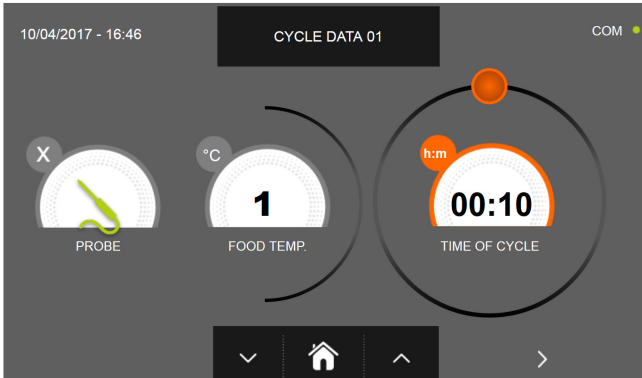 10/04/2017 - 16:46
CYCLE DATA 01
COM
X
°C
h:m
1
00:10
PROBE
FOOD TEMP.
TIME OF CYCLE